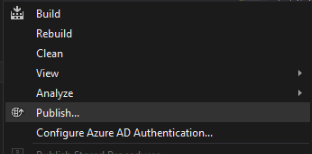 Build
Rebuild
Clean
View
Analyze
Publish...
Configure Azure AD Authentication...